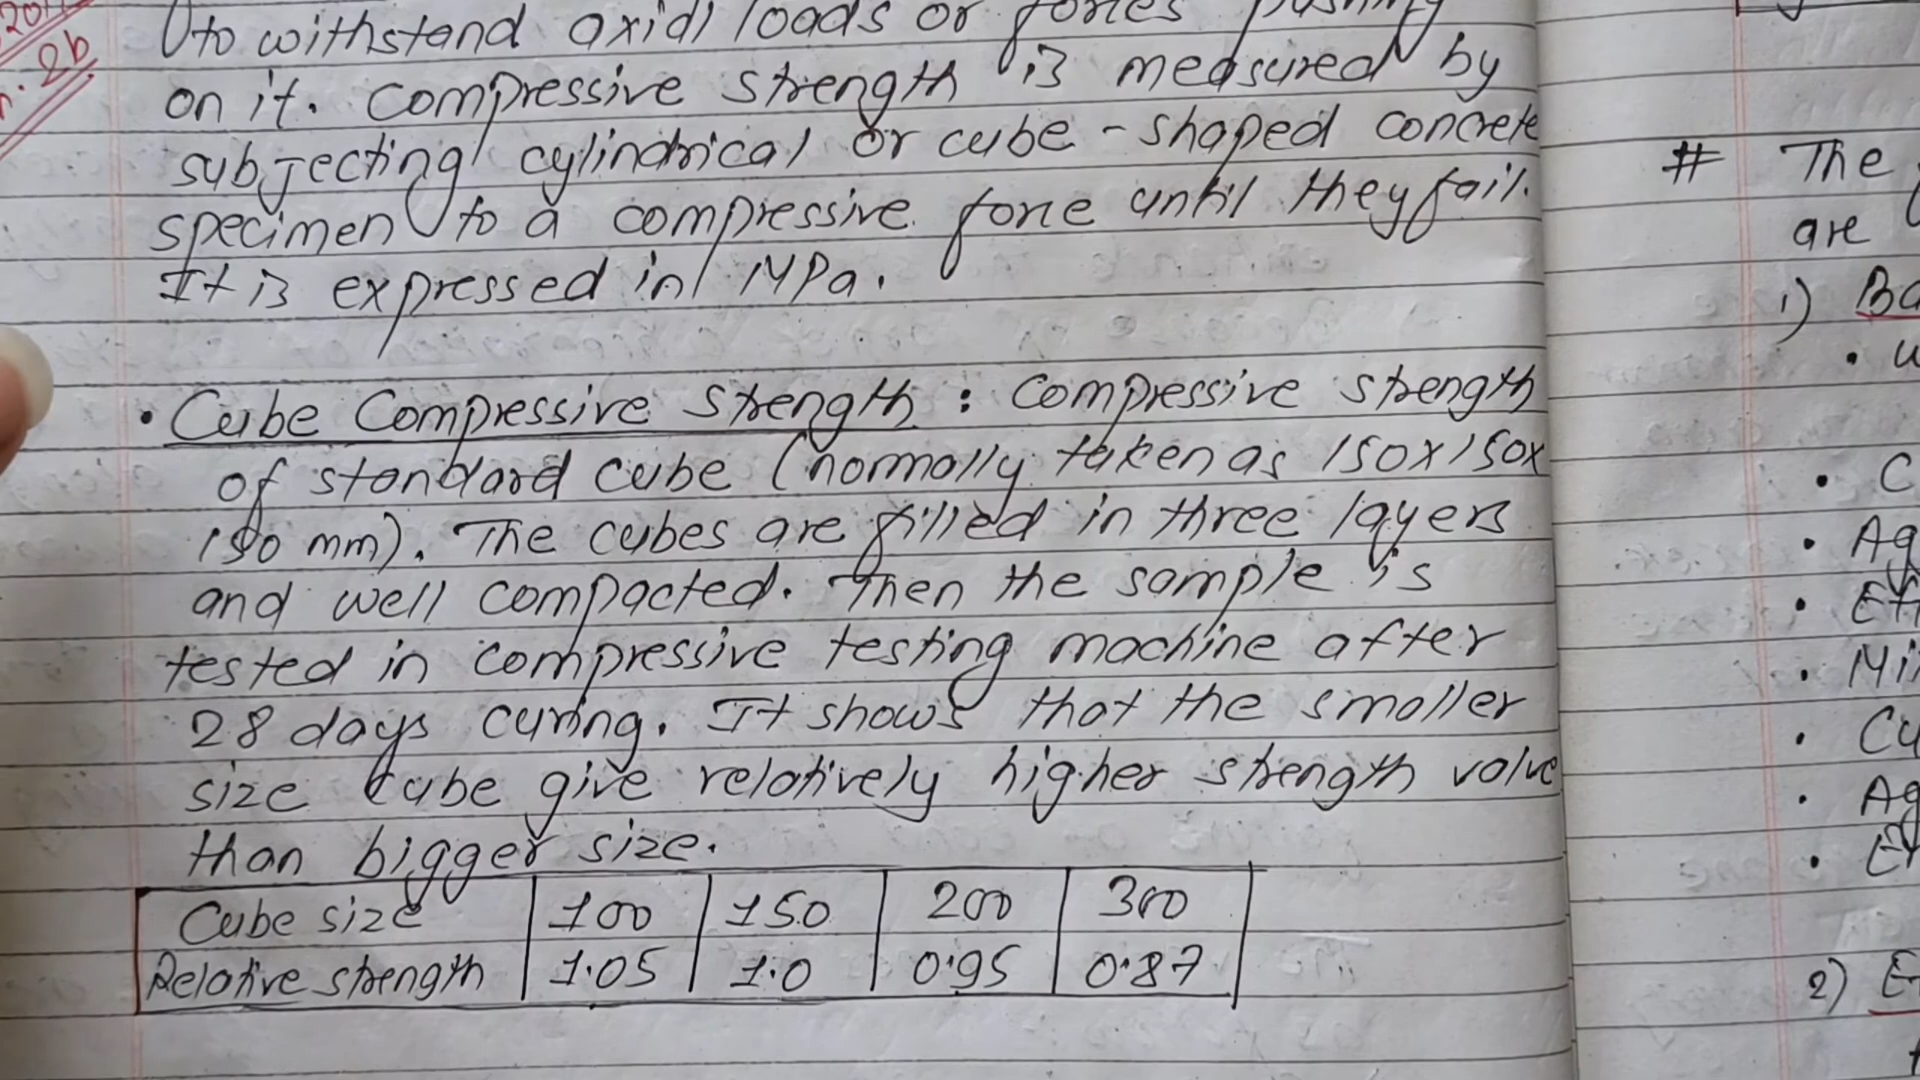 2b
to withstand axial loads or forces pushing
on it. Compressive strength is measured by
subjecting cylindrical or cube-shaped concrete
specimen to a compressive force until they fail.
It is expressed in MPa.
• Cube Compressive Strength : Compressive strength
of standard cube (normally taken as 150x150x
150 mm). The cubes are filled in three layers
and well compacted. Then the sample is
tested in compressive testing machine after
28 days curing. It shows that the smaller
size cube give relatively higher strength value
than bigger size.
Cube size 100 150 200 300
Relative strength 1.05 1.0 0.95 0.87
# The
are
1) Ba
• C
• Ag
• Mi
• Cu
• Ag
2) E